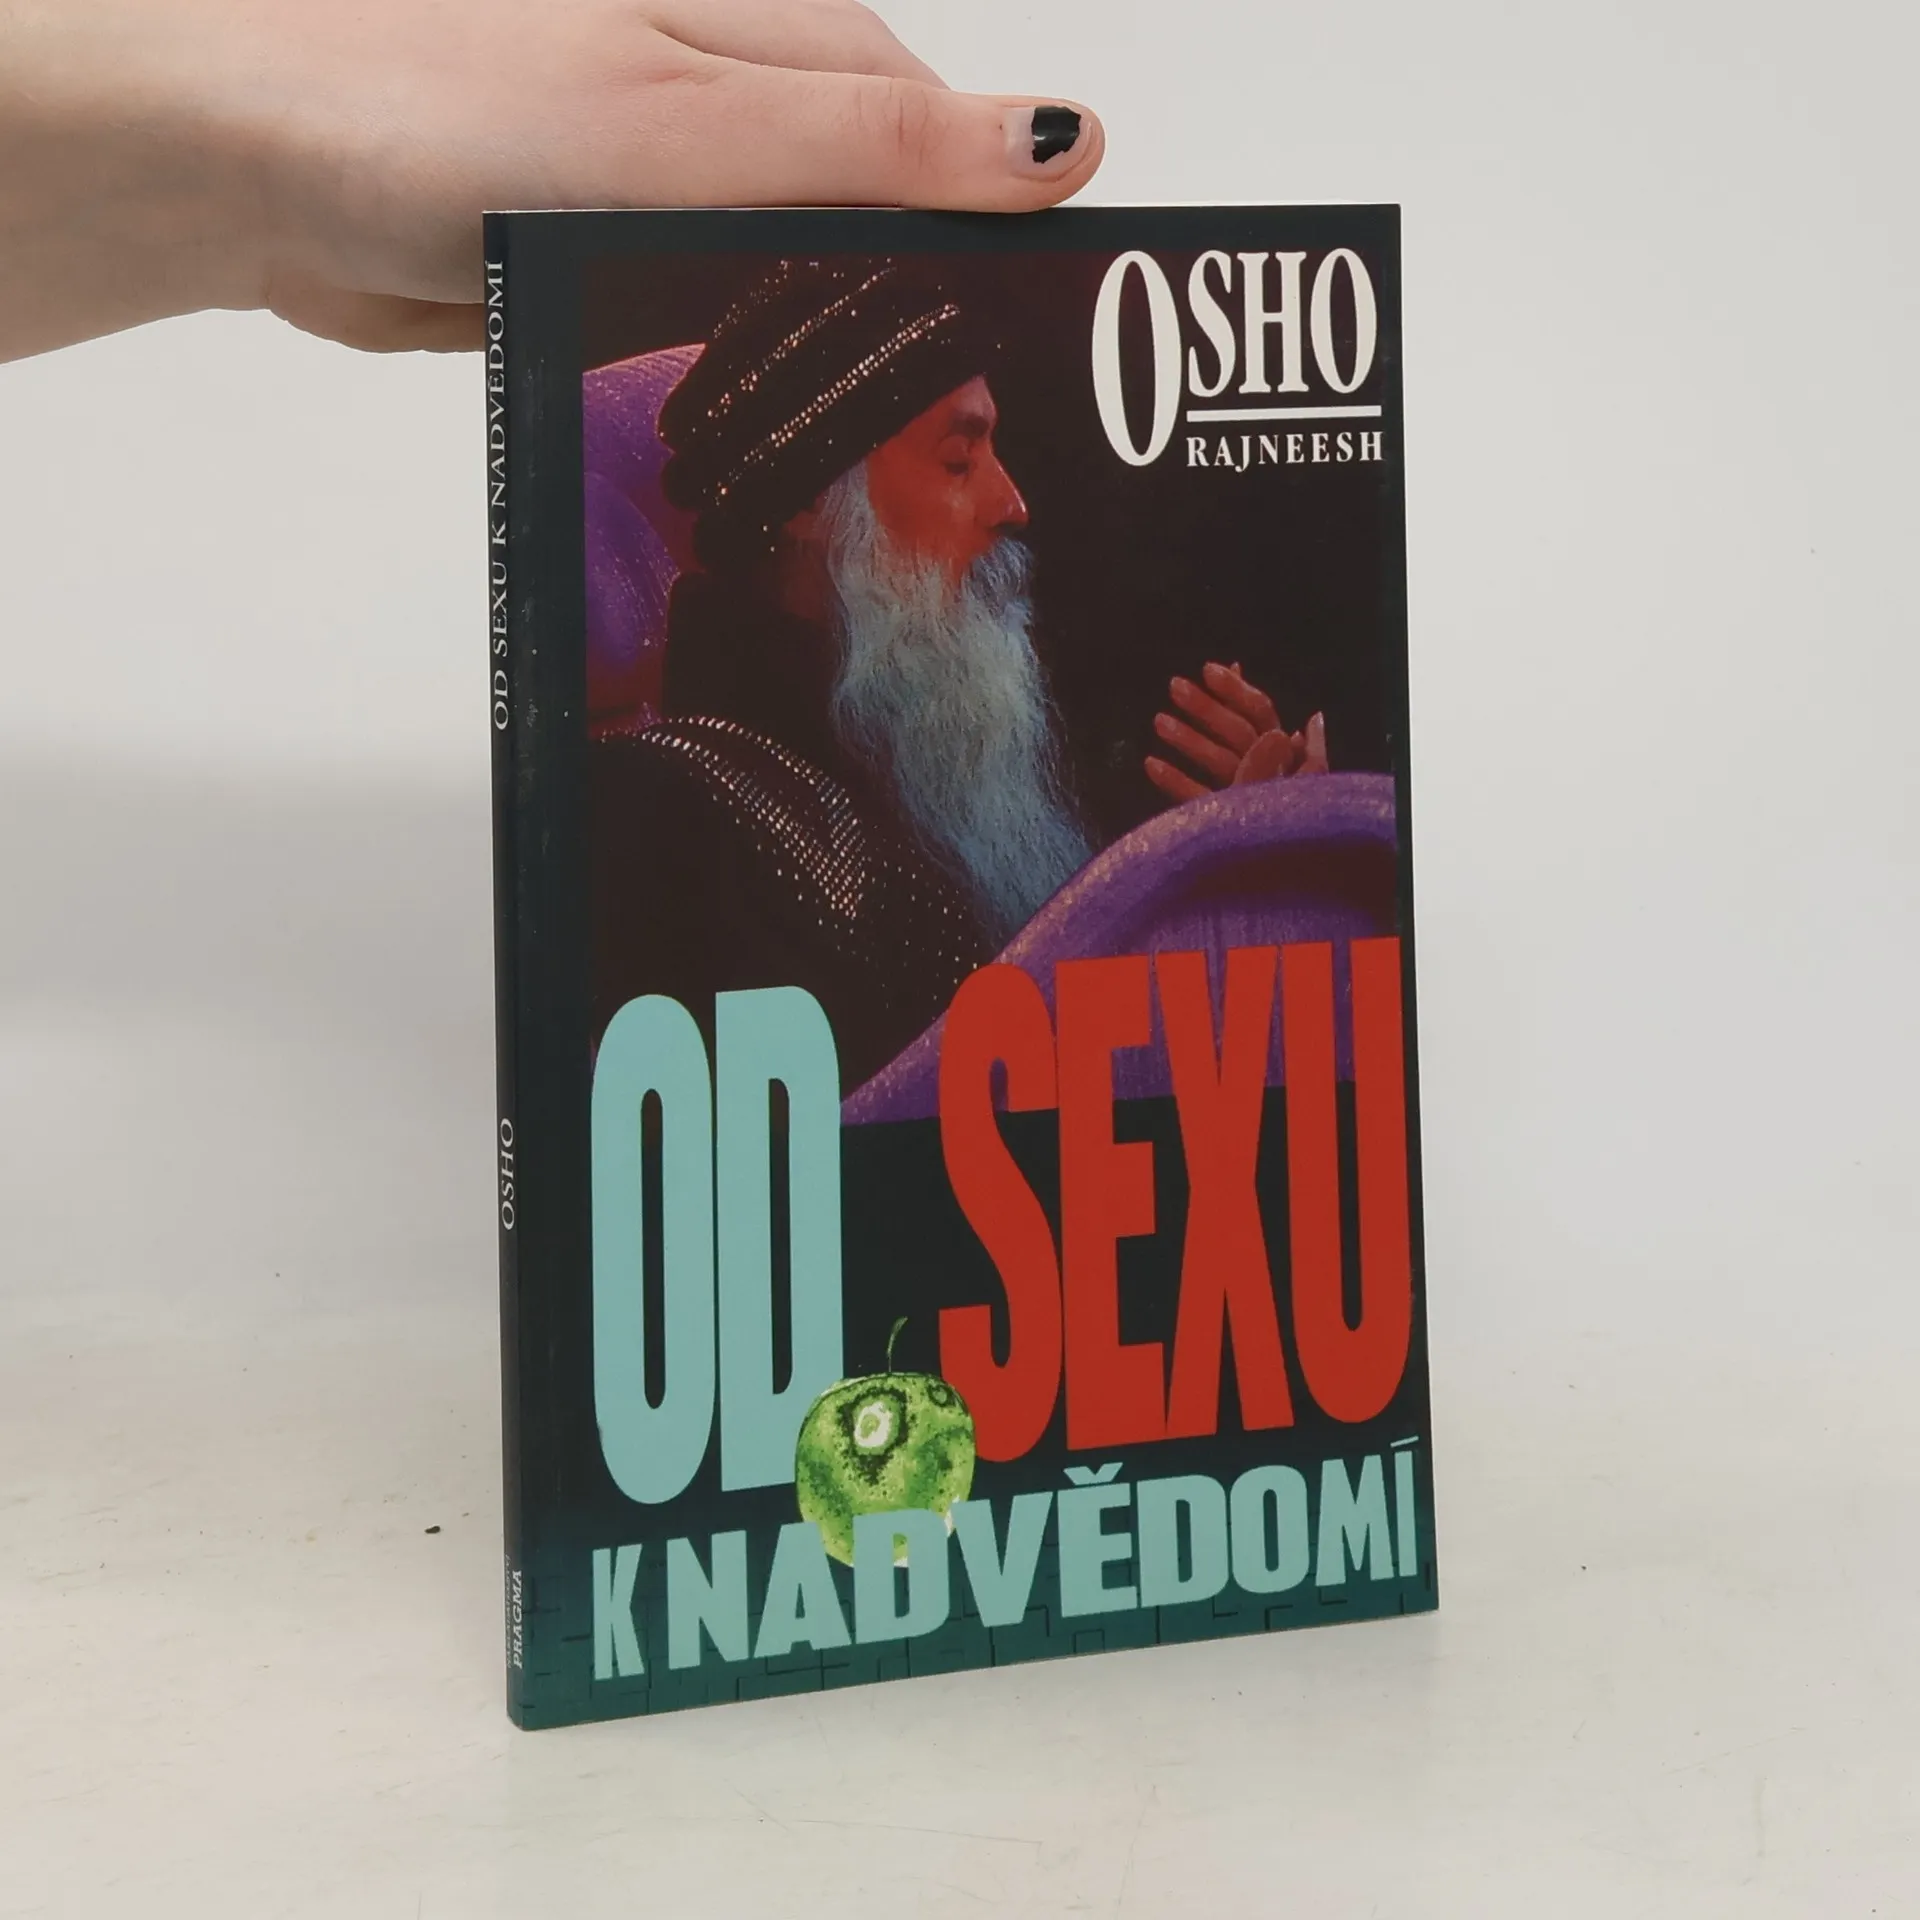 OSHO
RAJNEESH
OD SEXU
K NADVĚDOMÍ
OD SEXU K NADVĚDOMÍ
OSHO
PRAGMA